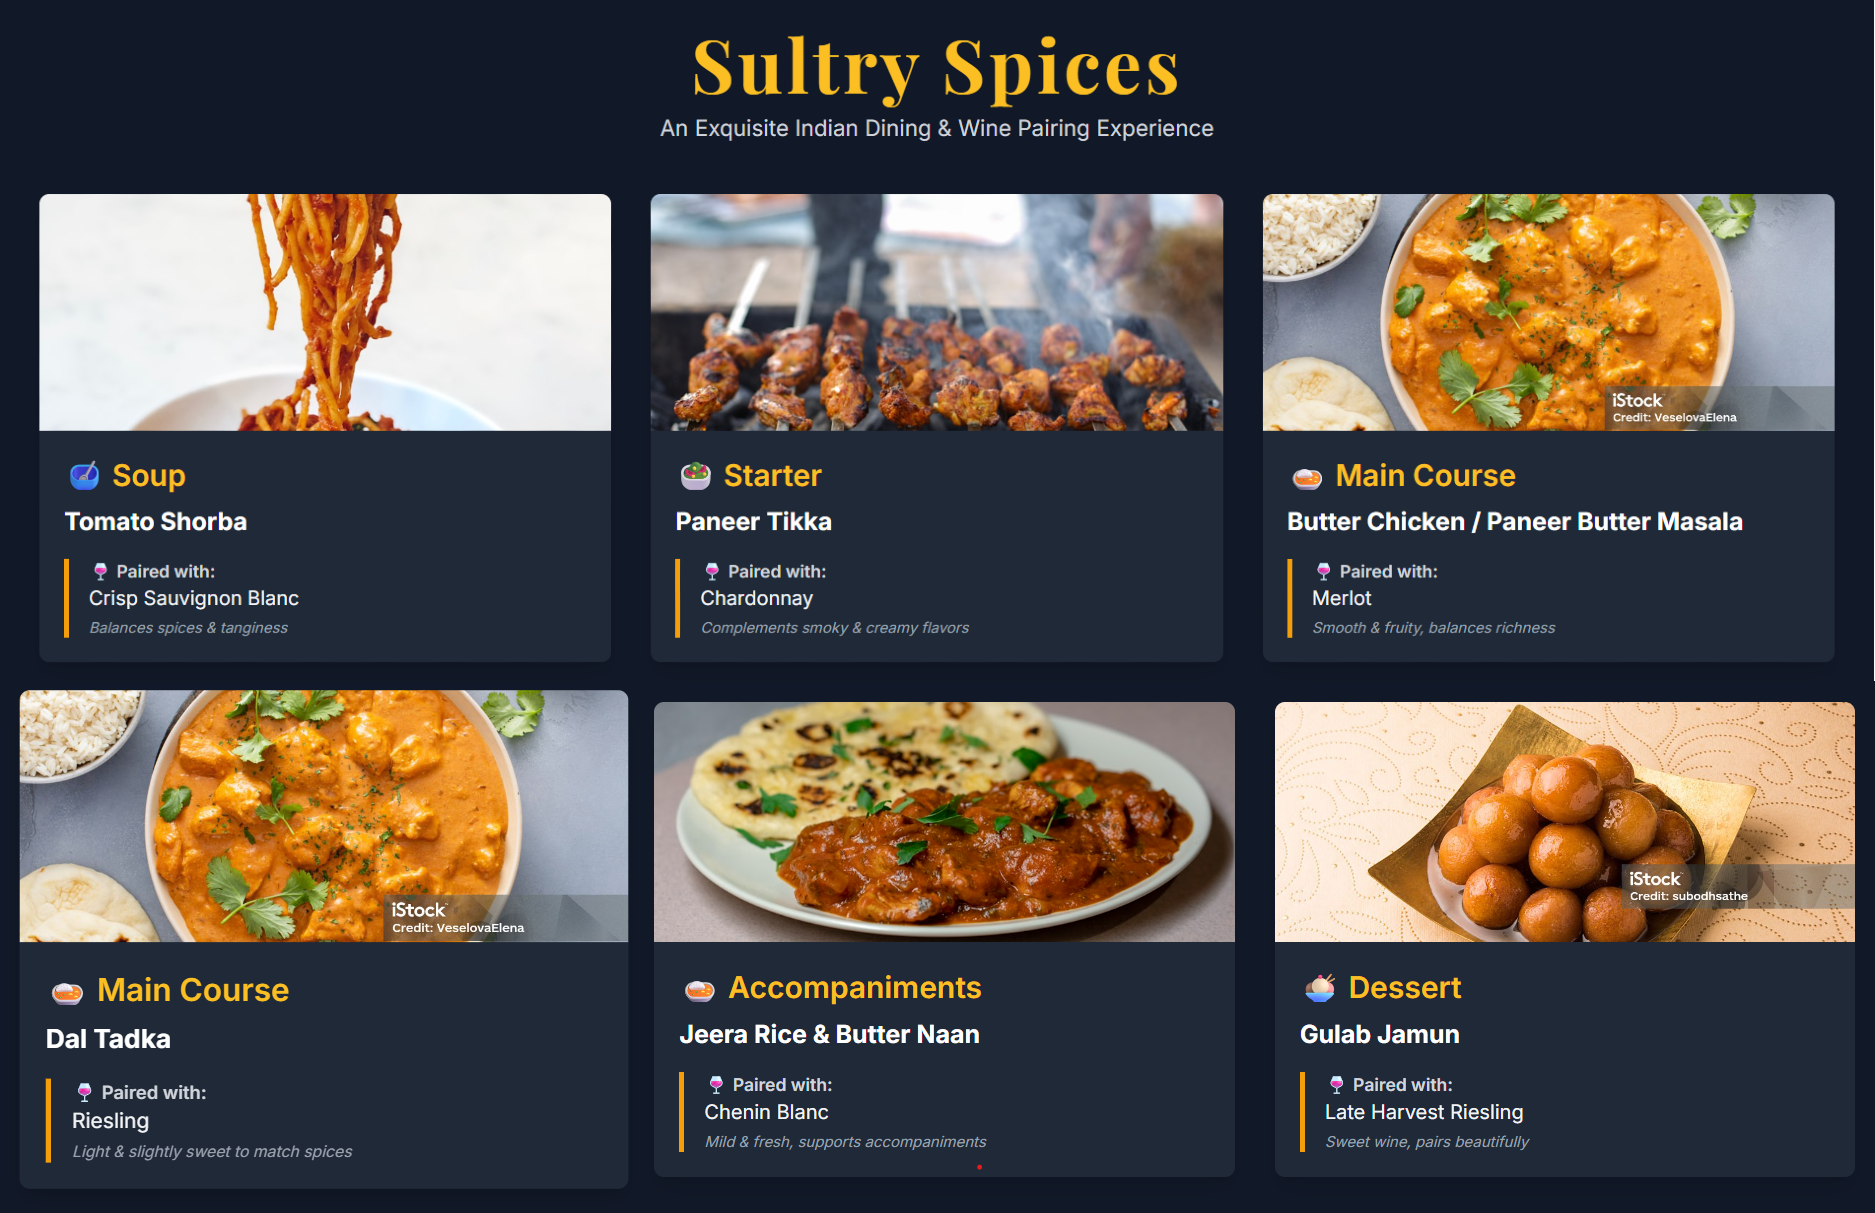 Sultry Spices
An Exquisite Indian Dining & Wine Pairing Experience
iStock
Credit: VeselovaElena
Soup
Tomato Shorba
Paired with:
Crisp Sauvignon Blanc
Balances spices & tanginess
Starter
Paneer Tikka
Paired with:
Chardonnay
Complements smoky & creamy flavors
Main Course
Butter Chicken / Paneer Butter Masala
Paired with:
Merlot
Smooth & fruity, balances richness
iStock
Credit: VeselovaElena
Main Course
Dal Tadka
Paired with:
Riesling
Light & slightly sweet to match spices
Accompaniments
Jeera Rice & Butter Naan
Paired with:
Chenin Blanc
Mild & fresh, supports accompaniments
iStock
Credit: subodhsathe
Dessert
Gulab Jamun
Paired with:
Late Harvest Riesling
Sweet wine, pairs beautifully